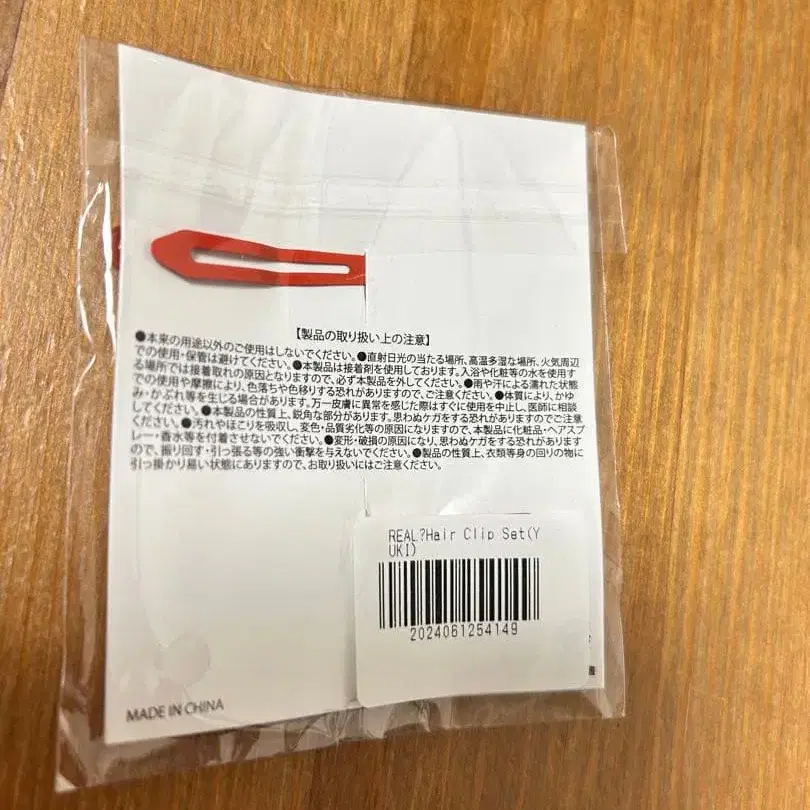 【製品の取り扱い上の注意】
●本来の用途以外のご使用はしないでください。●直射日光の当たる場所、高温多湿な場所、火気周辺
での使用・保管は避けてください。●本製品は接着剤を使用しております。入浴や化粧等の水を使用す
る場所では接着取れの原因となりますので、必ず本製品を外してください。●雨や汗による濡れた状態
での使用や摩擦により、色落ちや色移りする恐れがありますので、ご注意ください。●体質により、かゆ
み・かぶれ等を生じる場合があります。万一皮膚に異常を感じた際はすぐに使用を中止し、医師に相談
してください。●本製品の性質上、鋭角な部分があります。思わぬケガをする恐れがありますのでご注意
ください。●汚れやほこりを吸収し、変色・品質劣化等の原因になりますので、本製品に化粧品・ヘアスプ
レー・香水等を付着させないでください。●変形・破損の原因になり、思わぬケガをする恐れがあります
ので、振り回す・引っ張る等の強い衝撃を与えないでください。●製品の性質上、衣類等身の回りの物に
引っ掛かり易い状態にありますので、お取り扱いにはご注意ください。
REAL?Hair Clip Set(Y
UKI)
2024061254149
MADE IN CHINA